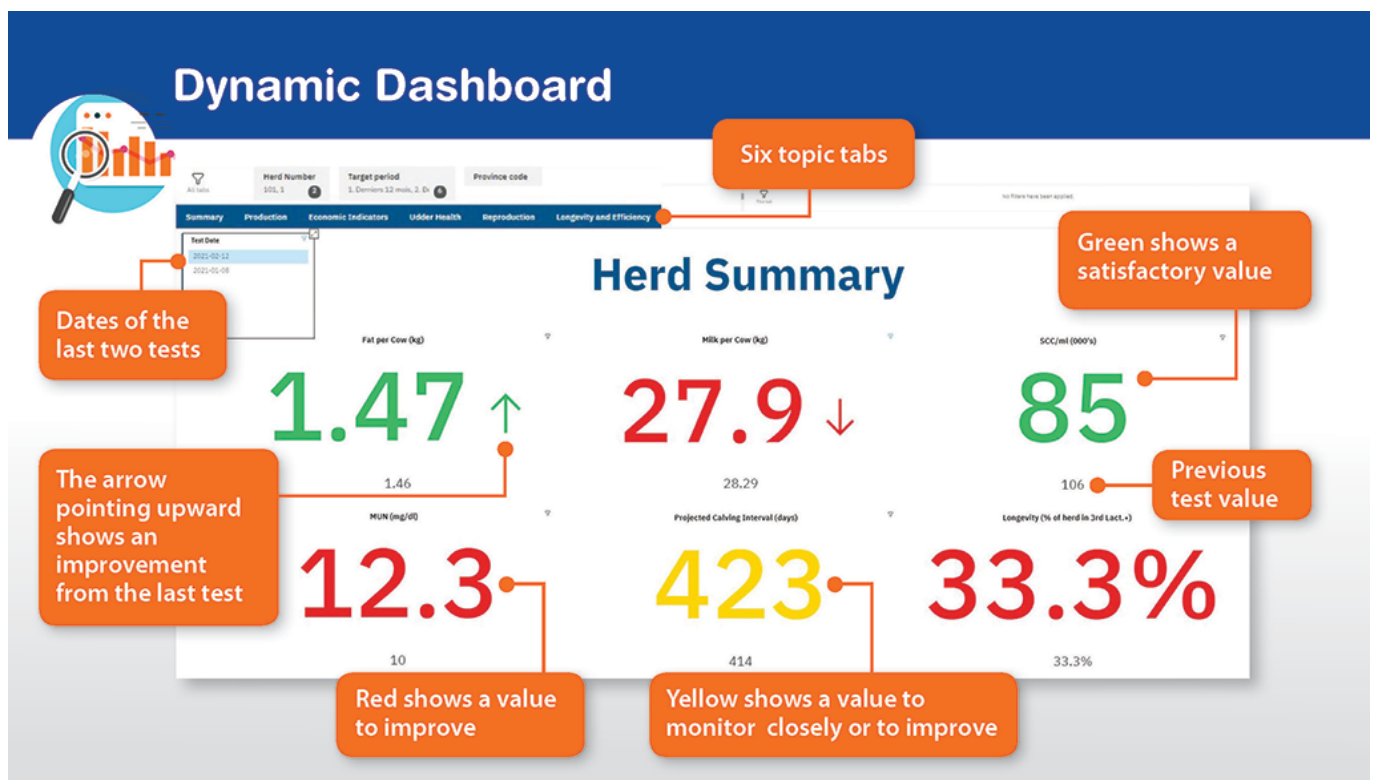 Dynamic Dashboard
Six topic tabs
All tabs
Herd Number
101, 1
2
Target period
1. Derniers 12 mois, 2. De
6
Province code
Period
No filters have been applied.
Summary Production Economic Indicators Udder Health Reproduction Longevity and Efficiency
Test Date
2021-02-12
2021-01-08
Dates of the
last two tests
Herd Summary
Green shows a
satisfactory value
Fat per Cow (kg)
1.47 ↑
1.46
Milk per Cow (kg)
27.9 ↓
28.29
SCC/ml (000's)
85
106
Previous
test value
The arrow
pointing upward
shows an
improvement
from the last test
MUN (mg/dl)
12.3
10
Projected Calving Interval (days)
423
414
Longevity (% of herd in 3rd Lact.+)
33.3%
33.3%
Red shows a value
to improve
Yellow shows a value to
monitor closely or to improve